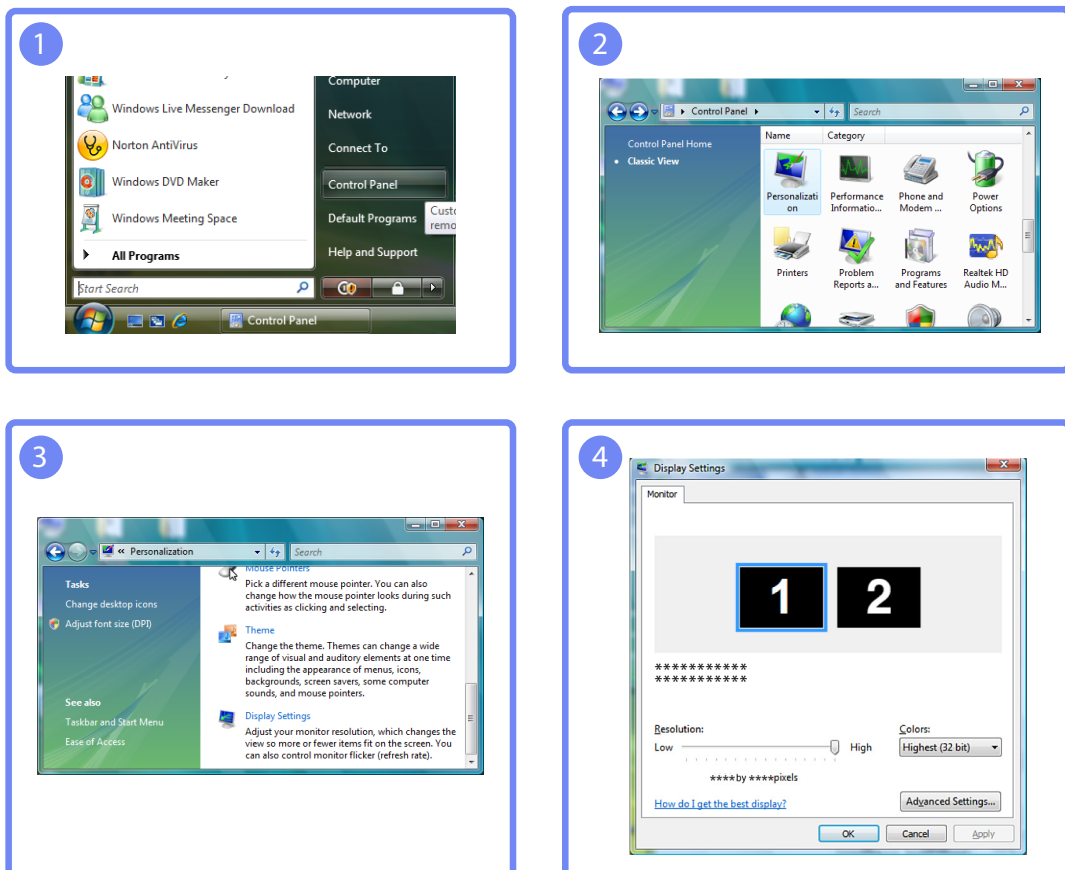 1
Computer
Windows Live Messenger Download
Network
Norton AntiVirus
Connect To
Windows DVD Maker
Control Panel
Windows Meeting Space
Default Programs
Custo
remo
All Programs
Help and Support
Start Search
Control Panel
2
Control Panel
Search
Control Panel Home
Classic View
Name Category
Personalizati
on
Performance
Informatio...
Phone and
Modem ...
Power
Options
Printers
Problem
Reports a...
Programs
and Features
Realtek HD
Audio M...
3
« Personalization
Search
Tasks
Change desktop icons
Adjust font size (DPI)
See also
Taskbar and Start Menu
Ease of Access
Mouse Pointers
Pick a different mouse pointer. You can also
change how the mouse pointer looks during such
activities as clicking and selecting.
Theme
Change the theme. Themes can change a wide
range of visual and auditory elements at one time
including the appearance of menus, icons,
backgrounds, screen savers, some computer
sounds, and mouse pointers.
Display Settings
Adjust your monitor resolution, which changes the
view so more or fewer items fit on the screen. You
can also control monitor flicker (refresh rate).
4
Display Settings
Monitor
1 2
***********
***********
Resolution:
Low High
****by ****pixels
Colors:
Highest (32 bit)
How do I get the best display?
Advanced Settings...
OK Cancel Apply